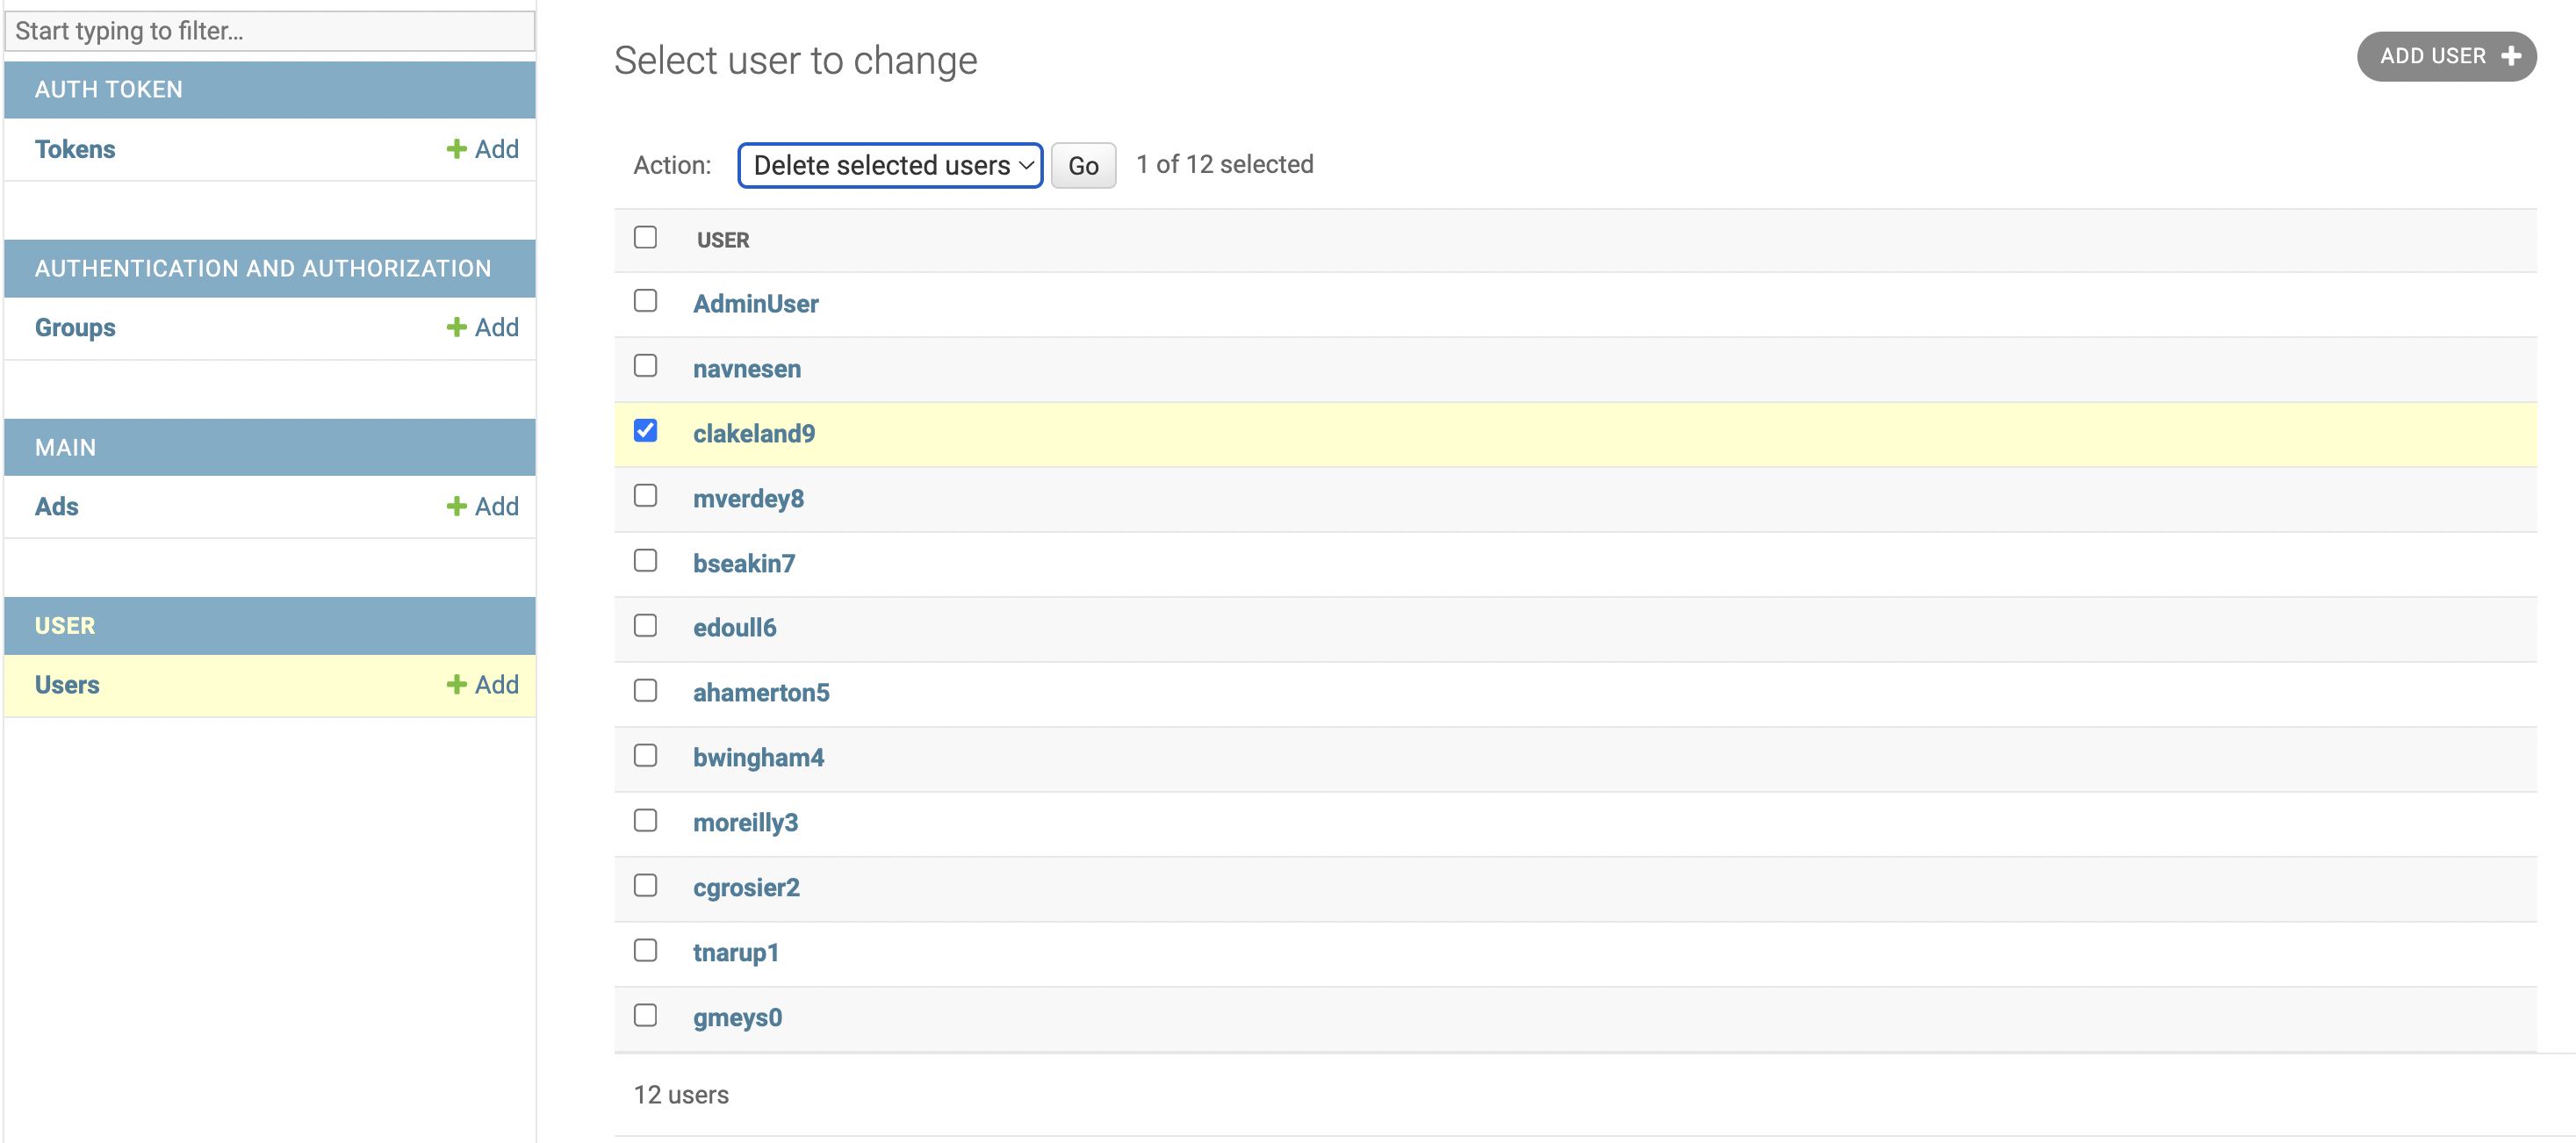 Start typing to filter...
AUTH TOKEN
Tokens
Add
AUTHENTICATION AND AUTHORIZATION
Groups
Add
MAIN
Ads
Add
USER
Users
Add
Select user to change
ADD USER
Action: Delete selected users Go 1 of 12 selected
USER
AdminUser
navnesen
clakeland9
mverdey8
bseakin7
edoull6
ahamerton5
bwingham4
moreilly3
cgrosier2
tnarup1
gmeys0
12 users